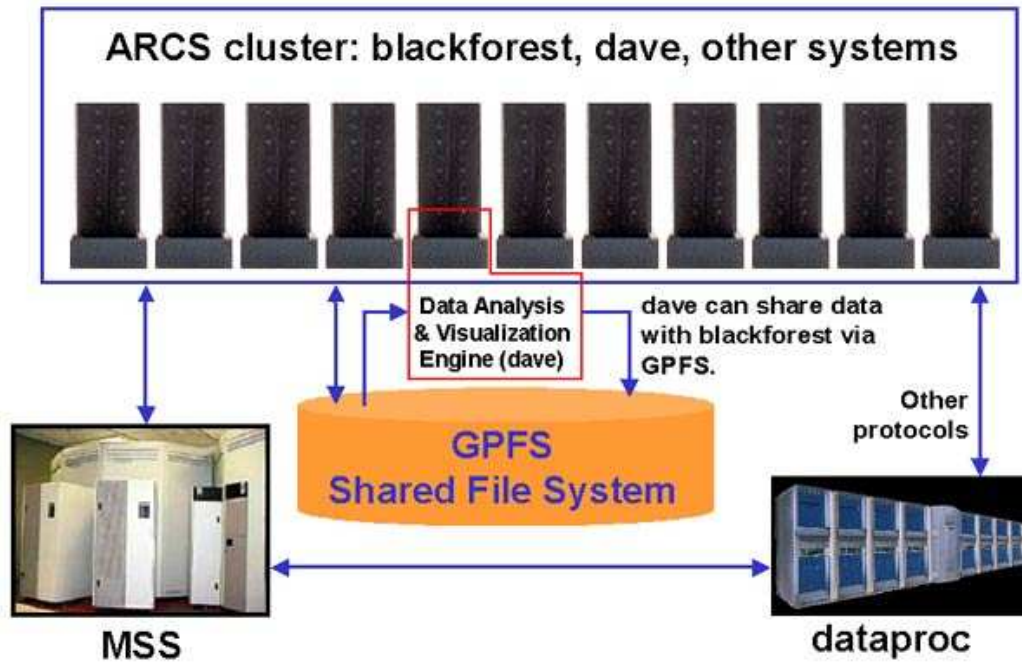 ARCS cluster: blackforest, dave, other systems
Data Analysis
& Visualization
Engine (dave)
dave can share data
with blackforest via
GPFS.
Other
protocols
GPFS
Shared File System
MSS
dataproc